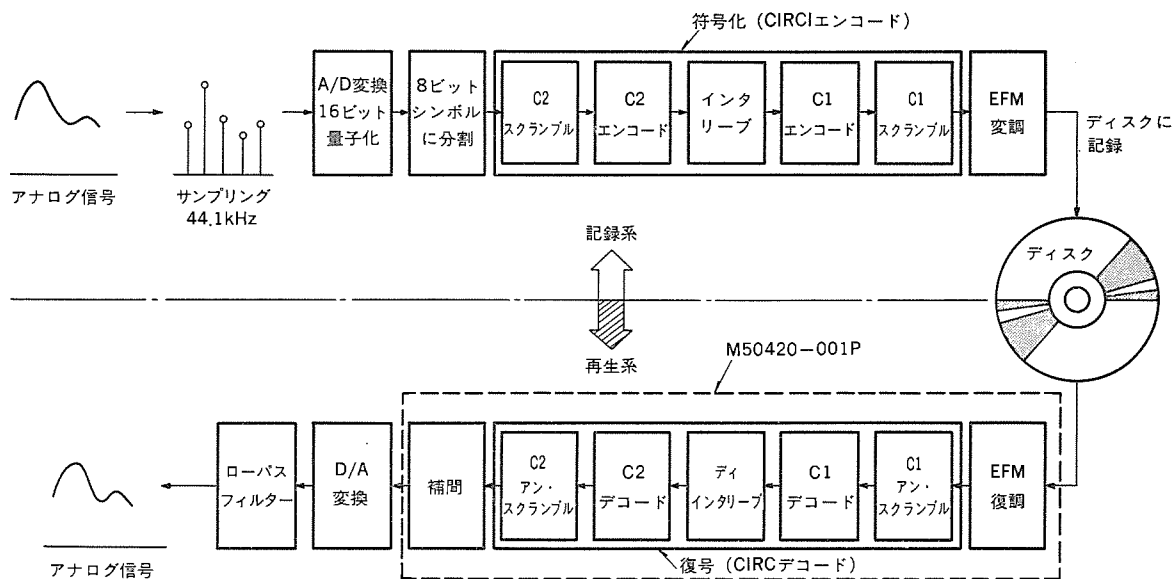 符号化 (CIRCIエンコード)
A/D変換
16ビット
量子化
8ビット
シンボル
に分割
C2
スクランブル
C2
エンコード
インタ
リーブ
C1
エンコード
C1
スクランブル
EFM
変調
ディスクに
記録
アナログ信号
サンプリング
44.1kHz
記録系
ディスク
再生系
M50420-001P
ローパス
フィルター
D/A
変換
補間
C2
アン・
スクランブル
C2
デコード
ディ
インタリーブ
C1
デコード
C1
アン・
スクランブル
EFM
復調
アナログ信号
復号 (CIRCデコード)